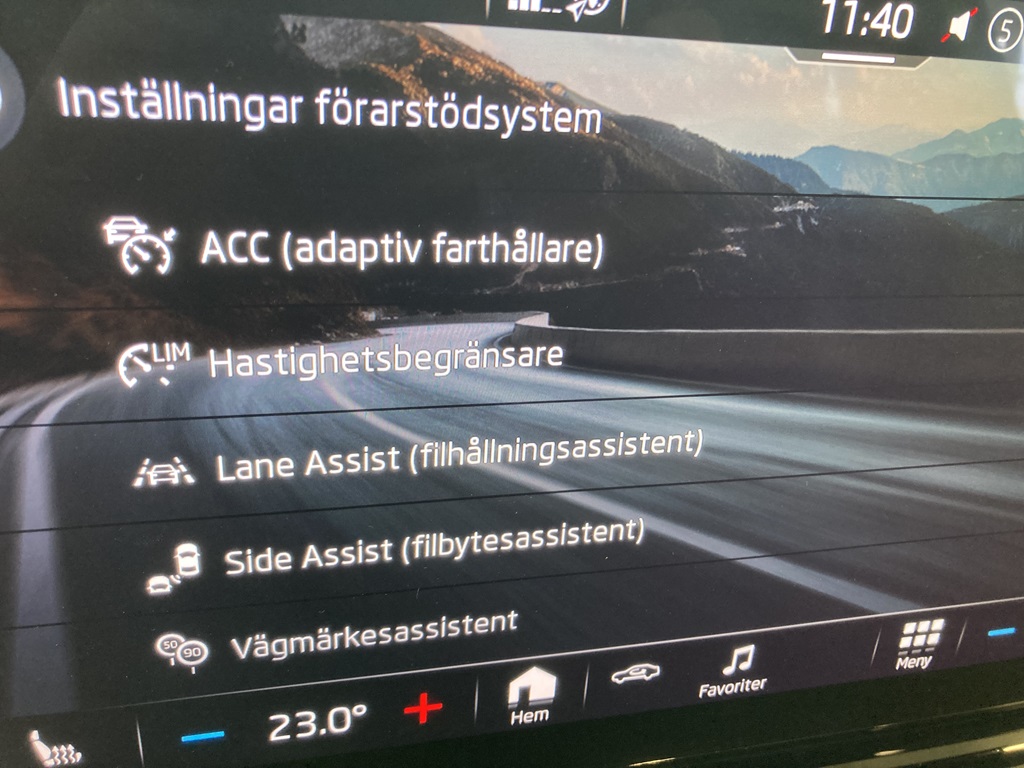 11:40
5
Inställningar förarstödsystem
ACC (adaptiv farthållare)
LIM
Hastighetsbegränsare
Lane Assist (filhållningsassistent)
Side Assist (filbytesassistent)
50
90
Vägmärkesassistent
23.0°
Hem
Favoriter
Meny